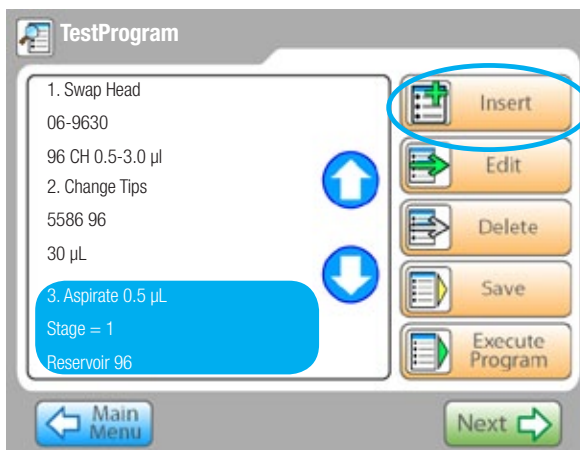 TestProgram
1. Swap Head
06-9630
96 CH 0.5-3.0 µl
2. Change Tips
5586 96
30 µL
3. Aspirate 0.5 µL
Stage = 1
Reservoir 96
Insert
Edit
Delete
Save
Execute
Program
Main
Menu
Next